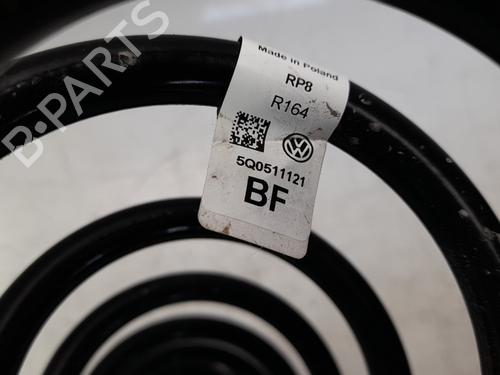 Made in Poland
RP8
R164
5Q0511121
BF
B-PARTS